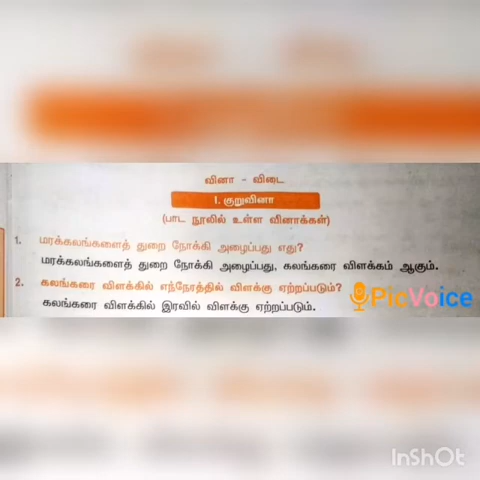 வினா - விடை
I. குறுவினா
(பாட நூலில் உள்ள வினாக்கள்)
1. மரக்கலங்களைத் துறை நோக்கி அழைப்பது எது?
மரக்கலங்களைத் துறை நோக்கி அழைப்பது, கலங்கரை விளக்கம் ஆகும்.
2. கலங்கரை விளக்கில் எந்நேரத்தில் விளக்கு ஏற்றப்படும்?
கலங்கரை விளக்கில் இரவில் விளக்கு ஏற்றப்படும்.
PicVoice
InShOt